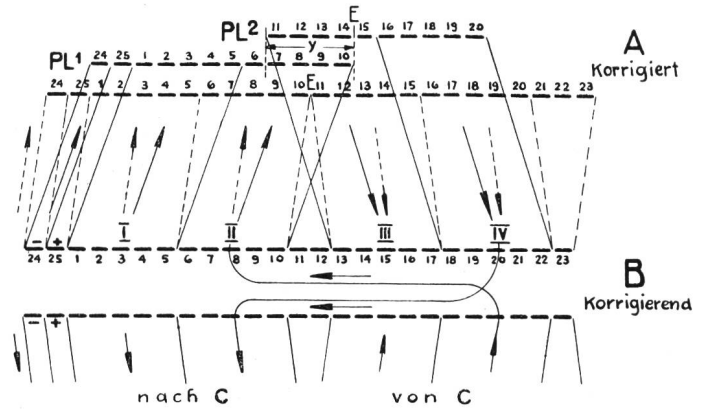 E
PL2 11 12 13 14 15 16 17 18 19 20
y
A
PL1 24 25 1 2 3 4 5 6 7 8 9 10
Korrigiert
24 25 1 2 3 4 5 6 7 8 9 10 E 11 12 13 14 15 16 17 18 19 20 21 22 23
I II III IV
− +
24 25 1 2 3 4 5 6 7 8 9 10 11 12 13 14 15 16 17 18 19 20 21 22 23
B
Korrigierend
− +
nach C von C